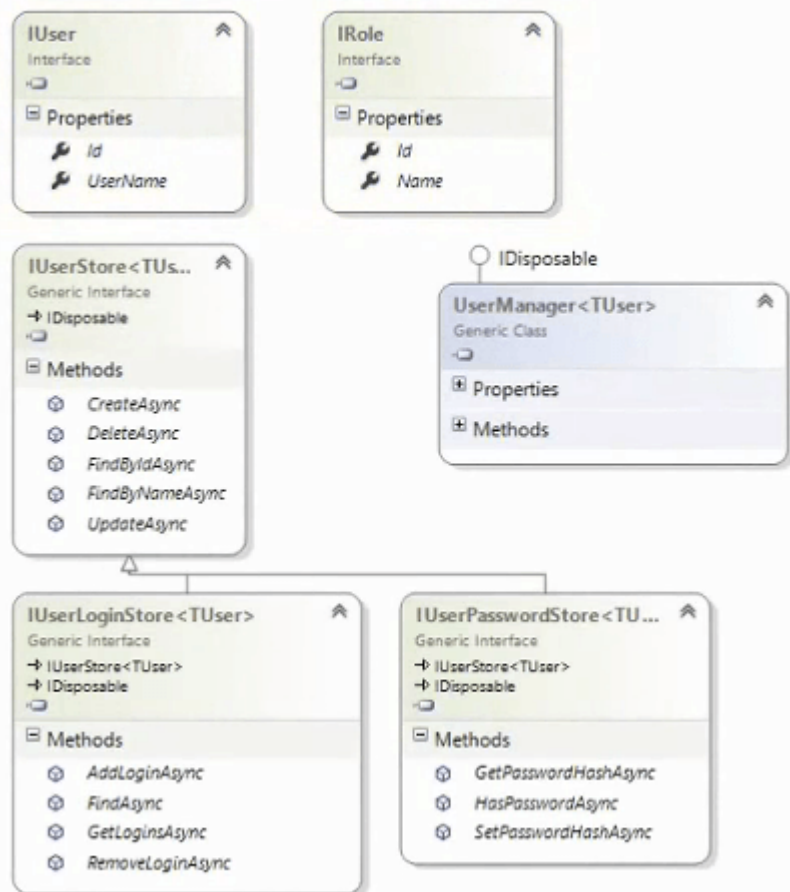 IUser
Interface
Properties
Id
UserName
IRole
Interface
Properties
Id
Name
IUserStore<TUs...
Generic Interface
IDisposable
Methods
CreateAsync
DeleteAsync
FindByIdAsync
FindByNameAsync
UpdateAsync
IDisposable
UserManager<TUser>
Generic Class
Properties
Methods
IUserLoginStore<TUser>
Generic Interface
IUserStore<TUser>
IDisposable
Methods
AddLoginAsync
FindAsync
GetLoginsAsync
RemoveLoginAsync
IUserPasswordStore<TU...
Generic Interface
IUserStore<TUser>
IDisposable
Methods
GetPasswordHashAsync
HasPasswordAsync
SetPasswordHashAsync